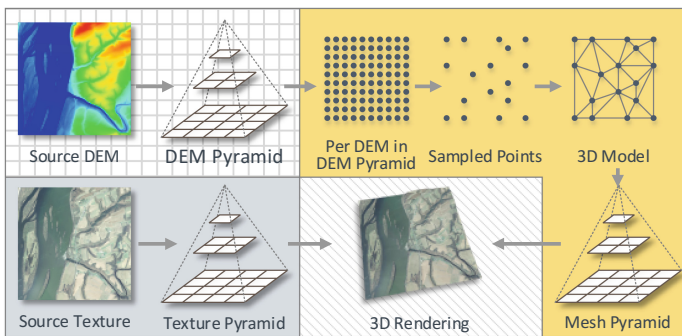 Source DEM
DEM Pyramid
Per DEM in
DEM Pyramid
Sampled Points
3D Model
Source Texture
Texture Pyramid
3D Rendering
Mesh Pyramid